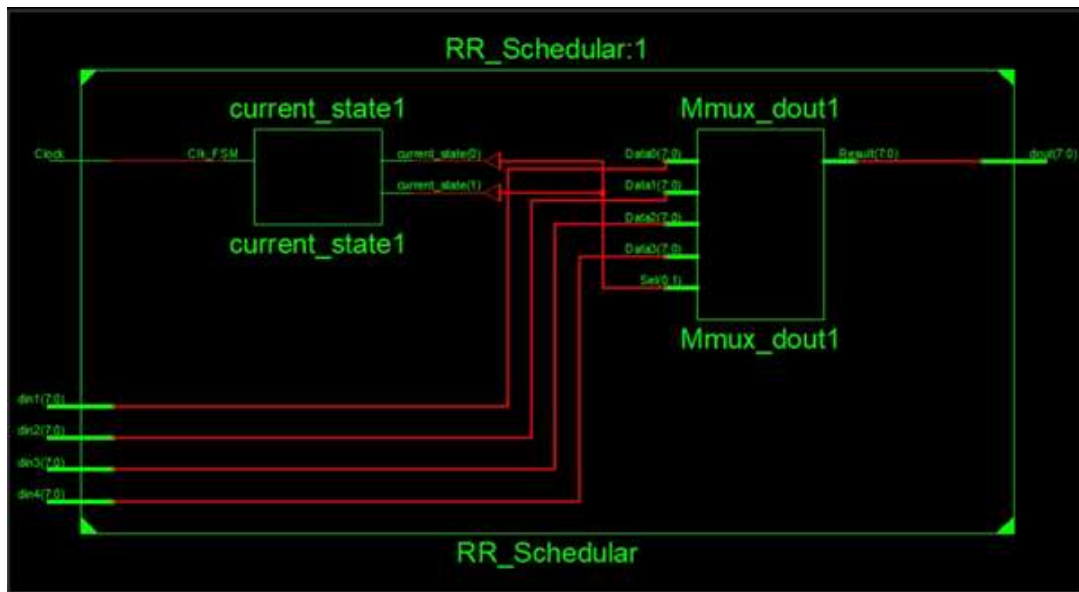 RR_Schedular:1
current_state1
Mmux_dout1
Clock
Clk_FSM
current_state(0)
current_state(1)
Data0(7:0)
Data1(7:0)
Data2(7:0)
Data3(7:0)
Sel(0:1)
Result(7:0)
dout(7:0)
current_state1
Mmux_dout1
din1(7:0)
din2(7:0)
din3(7:0)
din4(7:0)
RR_Schedular